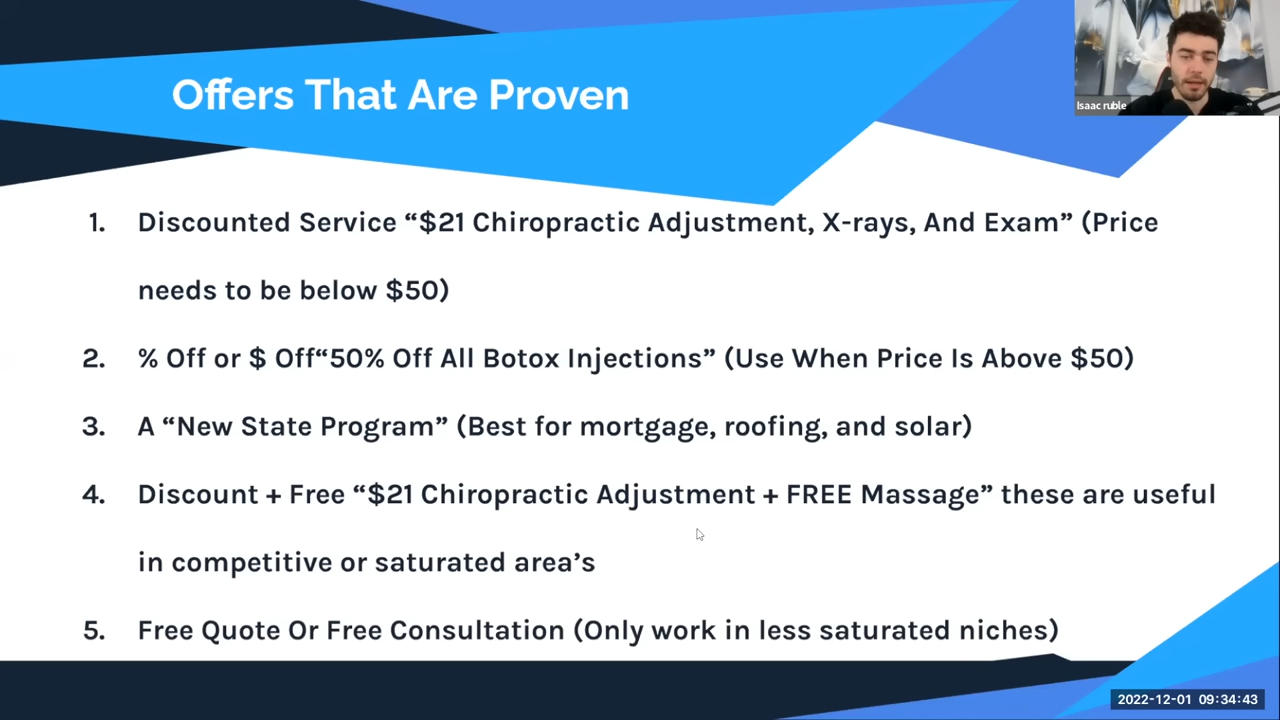 Offers That Are Proven
Isaac ruble
1. Discounted Service “$21 Chiropractic Adjustment, X-rays, And Exam” (Price
needs to be below $50)
2. % Off or $ Off“50% Off All Botox Injections” (Use When Price Is Above $50)
3. A “New State Program” (Best for mortgage, roofing, and solar)
4. Discount + Free “$21 Chiropractic Adjustment + FREE Massage” these are useful
in competitive or saturated area’s
5. Free Quote Or Free Consultation (Only work in less saturated niches)
2022-12-01 09:34:43